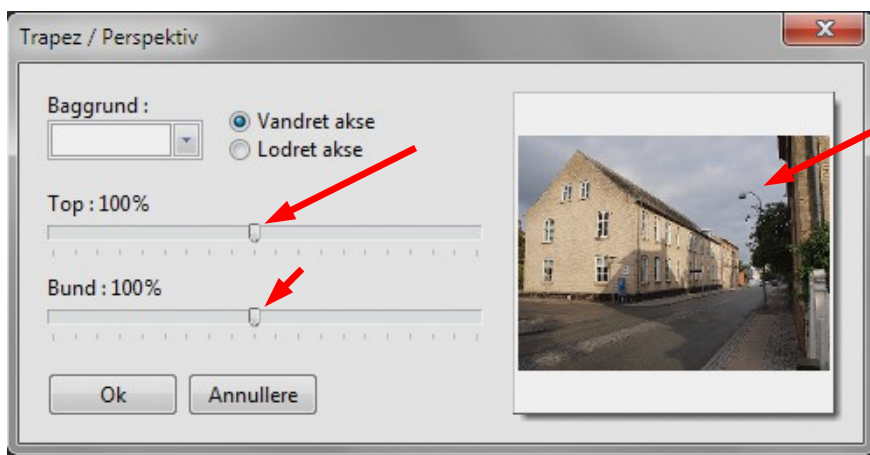 Trapez / Perspektiv
Baggrund :
Vandret akse
Lodret akse
Top : 100%
Bund : 100%
Ok
Annullere